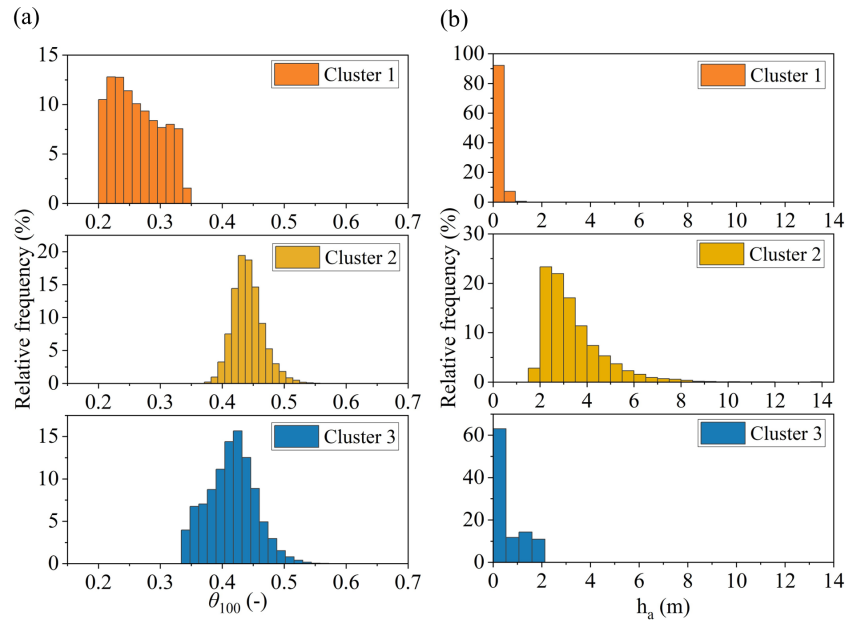 (a)
(b)
15
10
5
0
0.2 0.3 0.4 0.5 0.6 0.7
Cluster 1
100
80
60
40
20
0
0 2 4 6 8 10 12 14
Cluster 1
20
15
10
5
0
0.2 0.3 0.4 0.5 0.6 0.7
Cluster 2
30
20
10
0
0 2 4 6 8 10 12 14
Cluster 2
15
10
5
0
0.2 0.3 0.4 0.5 0.6 0.7
Cluster 3
60
40
20
0
0 2 4 6 8 10 12 14
Cluster 3
Relative frequency (%)
Relative frequency (%)
θ100 (-)
ha (m)